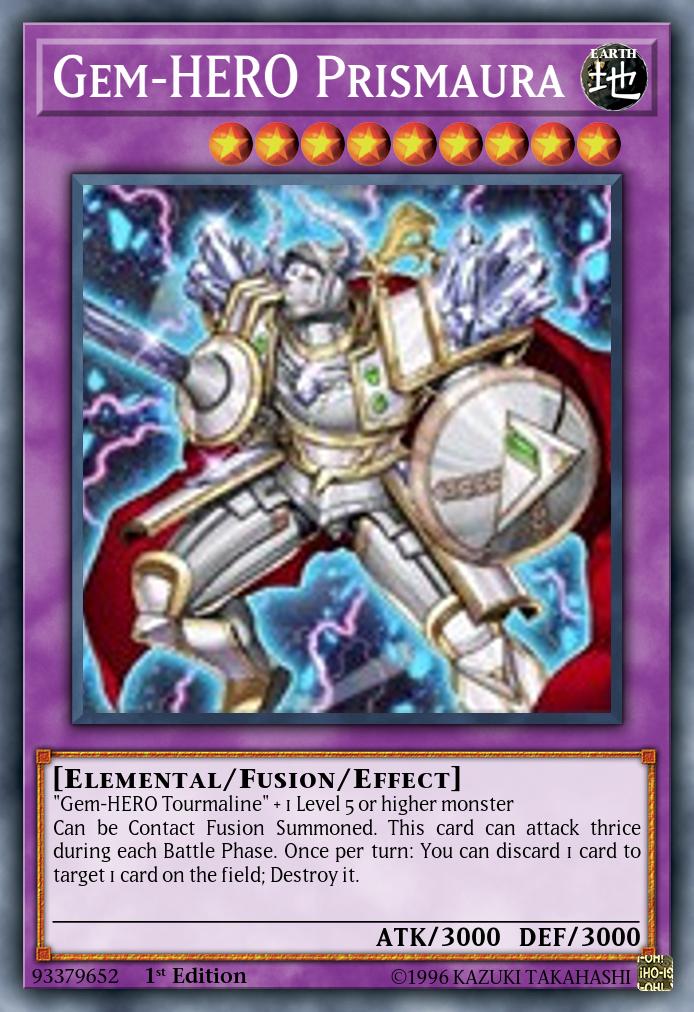 Gem-HERO Prismaura
EARTH
地
[Elemental/Fusion/Effect]
"Gem-HERO Tourmaline" + 1 Level 5 or higher monster
Can be Contact Fusion Summoned. This card can attack thrice
during each Battle Phase. Once per turn: You can discard 1 card to
target 1 card on the field; Destroy it.
ATK/3000 DEF/3000
93379652 1st Edition ©1996 KAZUKI TAKAHASHI